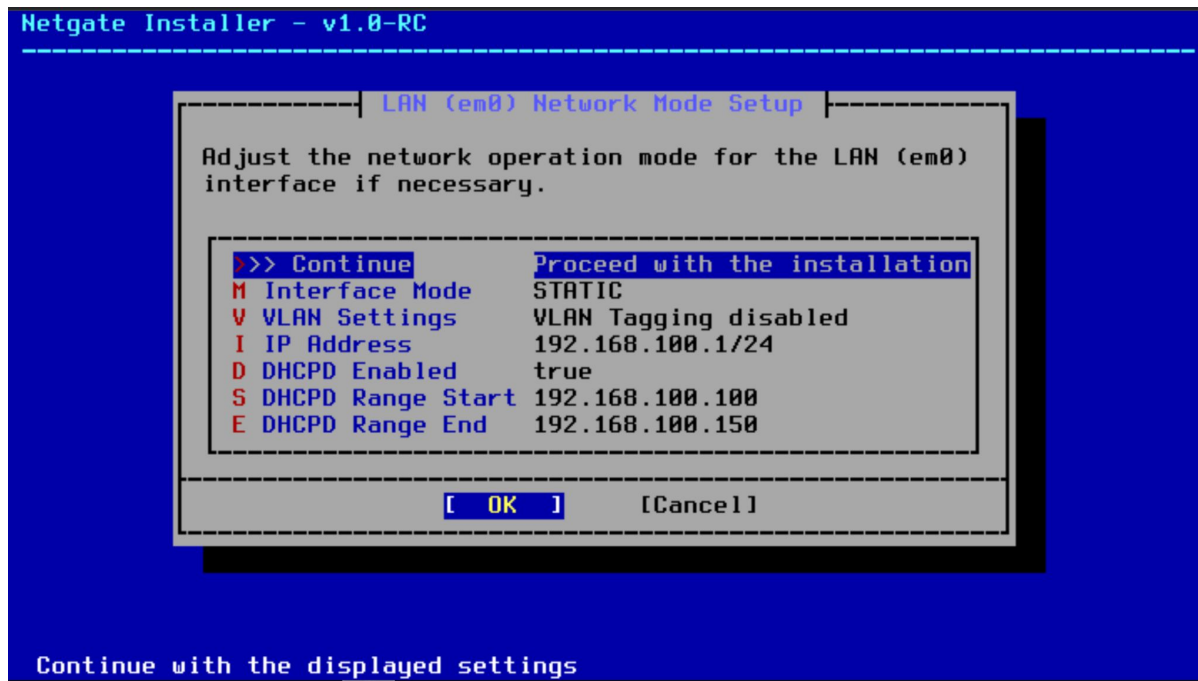 Netgate Installer - v1.0-RC
LAN (em0) Network Mode Setup
Adjust the network operation mode for the LAN (em0)
interface if necessary.
>>> Continue Proceed with the installation
M Interface Mode STATIC
V VLAN Settings VLAN Tagging disabled
I IP Address 192.168.100.1/24
D DHCPD Enabled true
S DHCPD Range Start 192.168.100.100
E DHCPD Range End 192.168.100.150
[ OK ] [Cancel]
Continue with the displayed settings